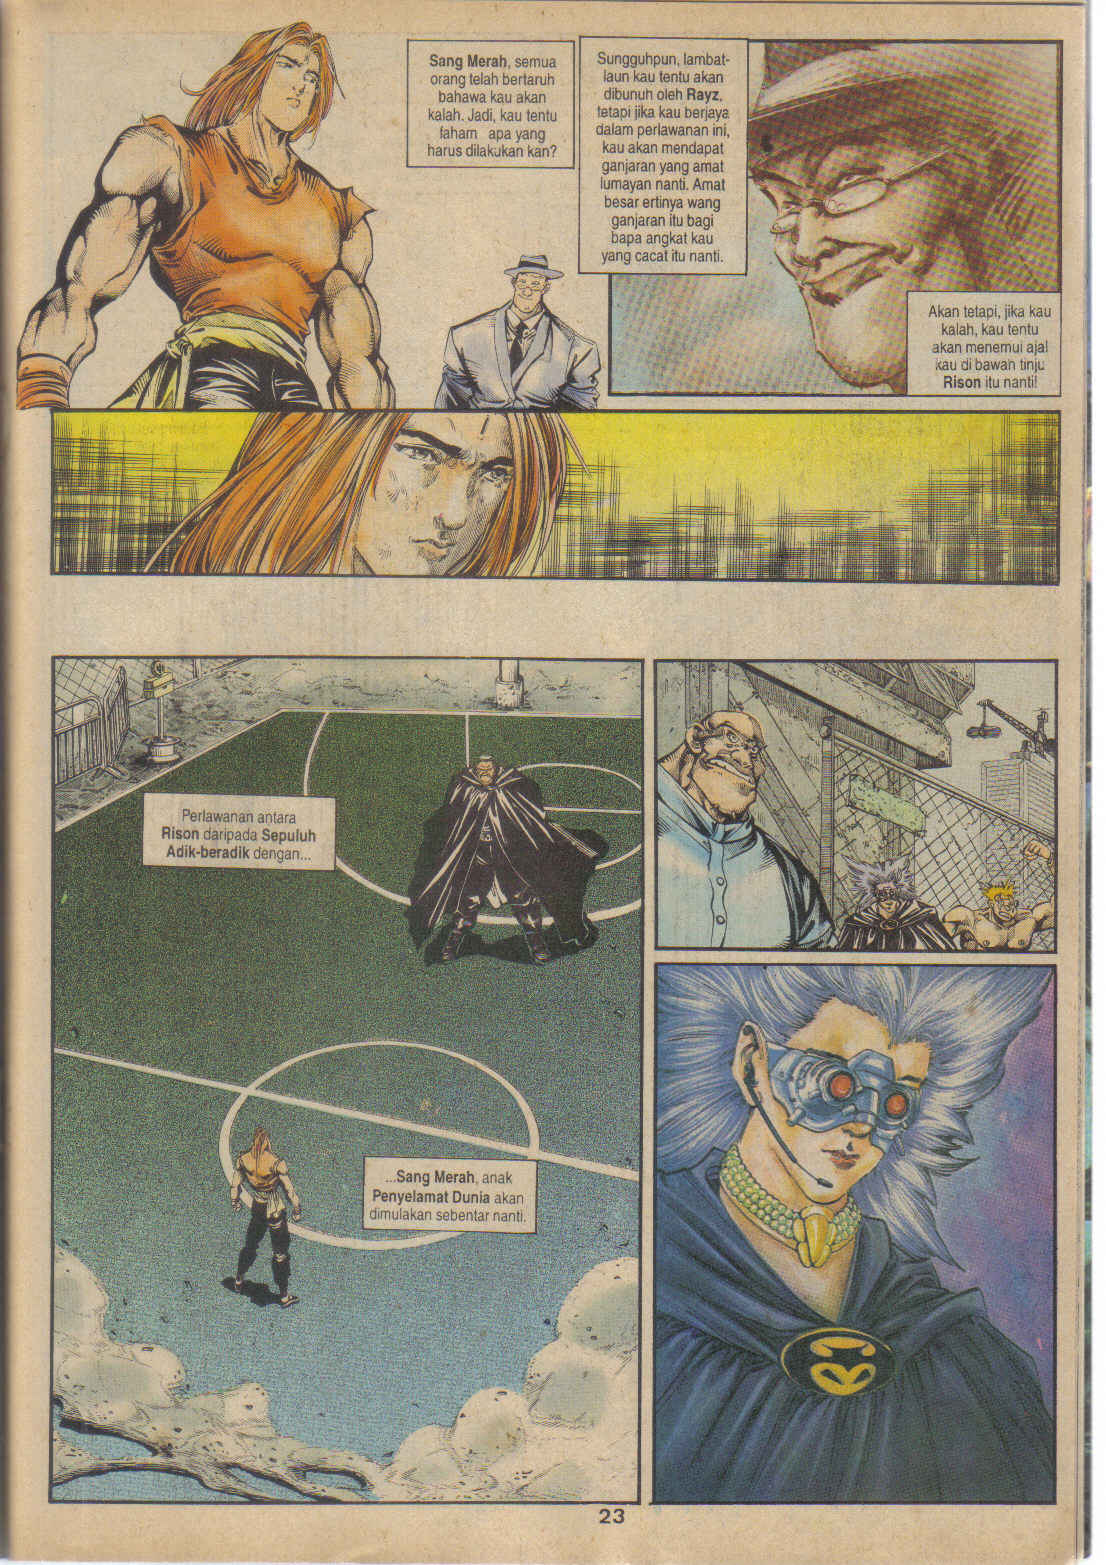 Sang Merah, semua
orang telah bertaruh
bahawa kau akan
kalah. Jadi, kau tentu
faham apa yang
harus dilakukan kan?
Sungguhpun, lambat-
laun kau tentu akan
dibunuh oleh Rayz,
tetapi jika kau berjaya
dalam perlawanan ini,
kau akan mendapat
ganjaran yang amat
lumayan nanti. Amat
besar ertinya wang
ganjaran itu bagi
bapa angkat kau
yang cacat itu nanti.
Akan tetapi, jika kau
kalah, kau tentu
akan menemui ajal
kau di bawah tinju
Rison itu nanti!
Perlawanan antara
Rison daripada Sepuluh
Adik-beradik dengan...
...Sang Merah, anak
Penyelamat Dunia akan
dimulakan sebentar nanti.
23